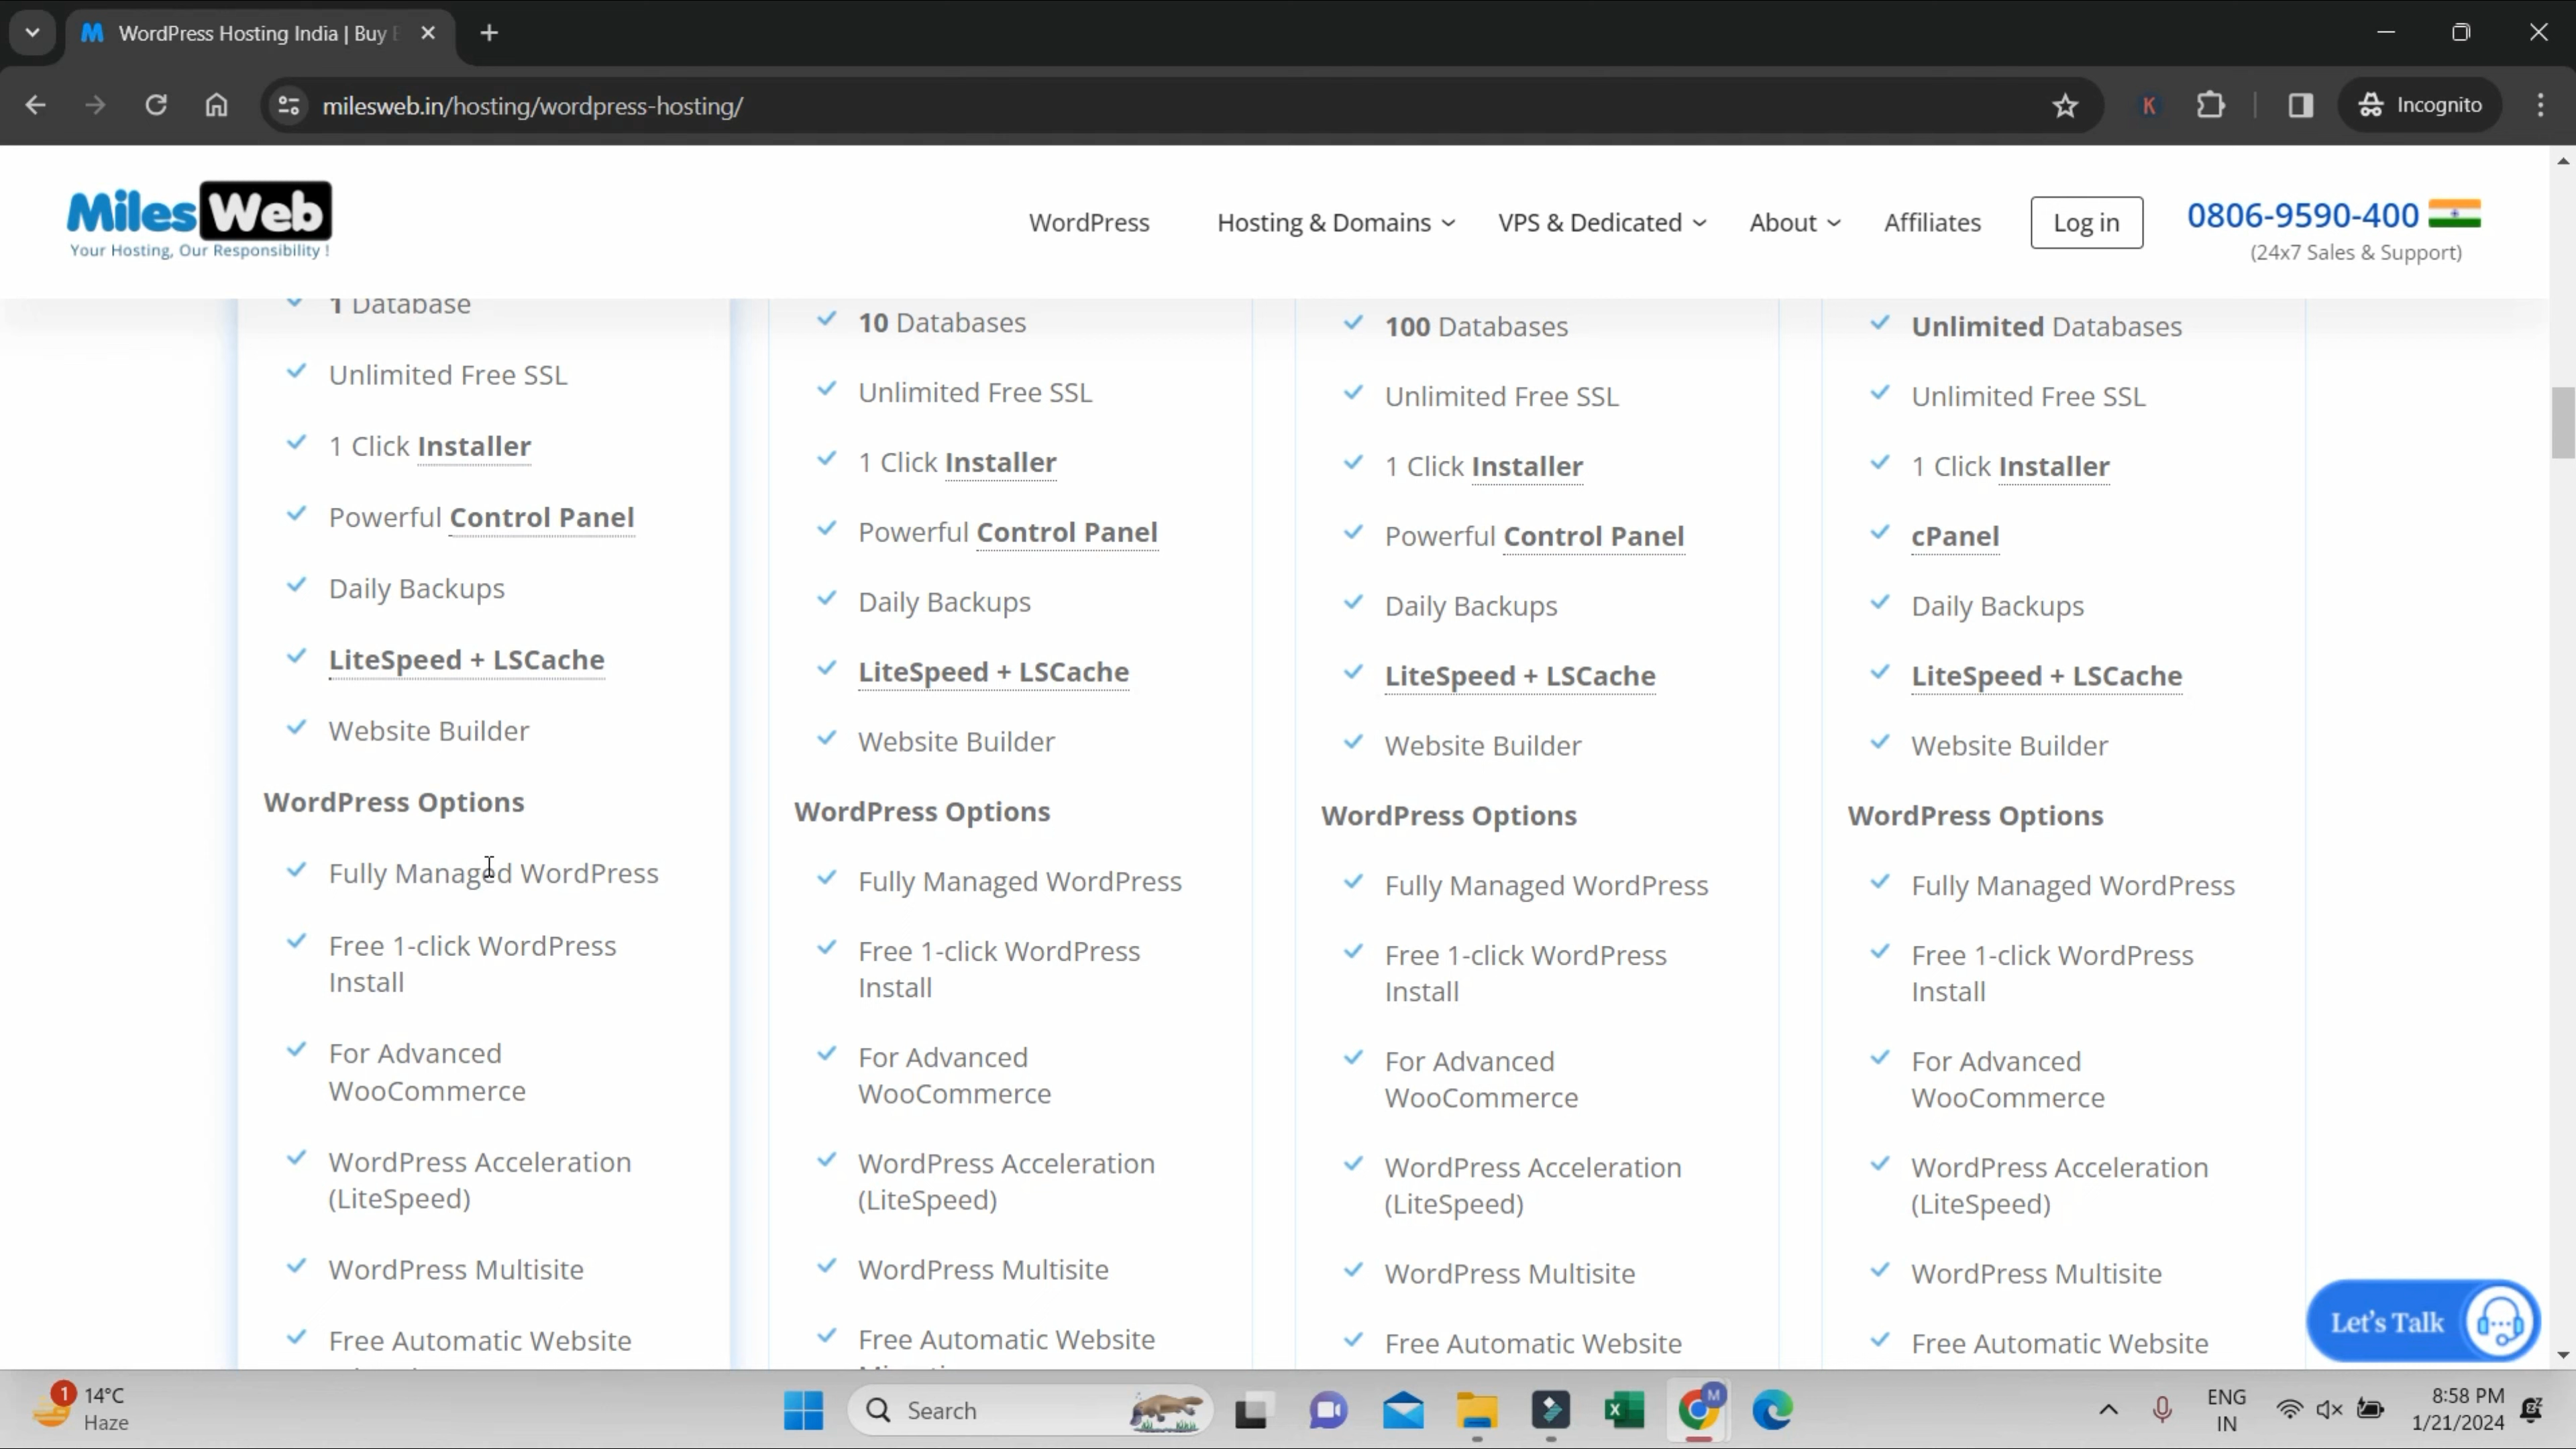 WordPress Hosting India | Buy
milesweb.in/hosting/wordpress-hosting/
K
Incognito
Miles Web
Your Hosting, Our Responsibility !
WordPress
Hosting & Domains
VPS & Dedicated
About
Affiliates
Log in
0806-9590-400
(24x7 Sales & Support)
1 Database
Unlimited Free SSL
1 Click Installer
Powerful Control Panel
Daily Backups
LiteSpeed + LSCache
Website Builder
WordPress Options
Fully Managed WordPress
Free 1-click WordPress
Install
For Advanced
WooCommerce
WordPress Acceleration
(LiteSpeed)
WordPress Multisite
Free Automatic Website
10 Databases
Unlimited Free SSL
1 Click Installer
Powerful Control Panel
Daily Backups
LiteSpeed + LSCache
Website Builder
WordPress Options
Fully Managed WordPress
Free 1-click WordPress
Install
For Advanced
WooCommerce
WordPress Acceleration
(LiteSpeed)
WordPress Multisite
Free Automatic Website
100 Databases
Unlimited Free SSL
1 Click Installer
Powerful Control Panel
Daily Backups
LiteSpeed + LSCache
Website Builder
WordPress Options
Fully Managed WordPress
Free 1-click WordPress
Install
For Advanced
WooCommerce
WordPress Acceleration
(LiteSpeed)
WordPress Multisite
Free Automatic Website
Unlimited Databases
Unlimited Free SSL
1 Click Installer
cPanel
Daily Backups
LiteSpeed + LSCache
Website Builder
WordPress Options
Fully Managed WordPress
Free 1-click WordPress
Install
For Advanced
WooCommerce
WordPress Acceleration
(LiteSpeed)
WordPress Multisite
Free Automatic Website
Let's Talk
1
14°C
Haze
Search
M
ENG
IN
8:58 PM
1/21/2024